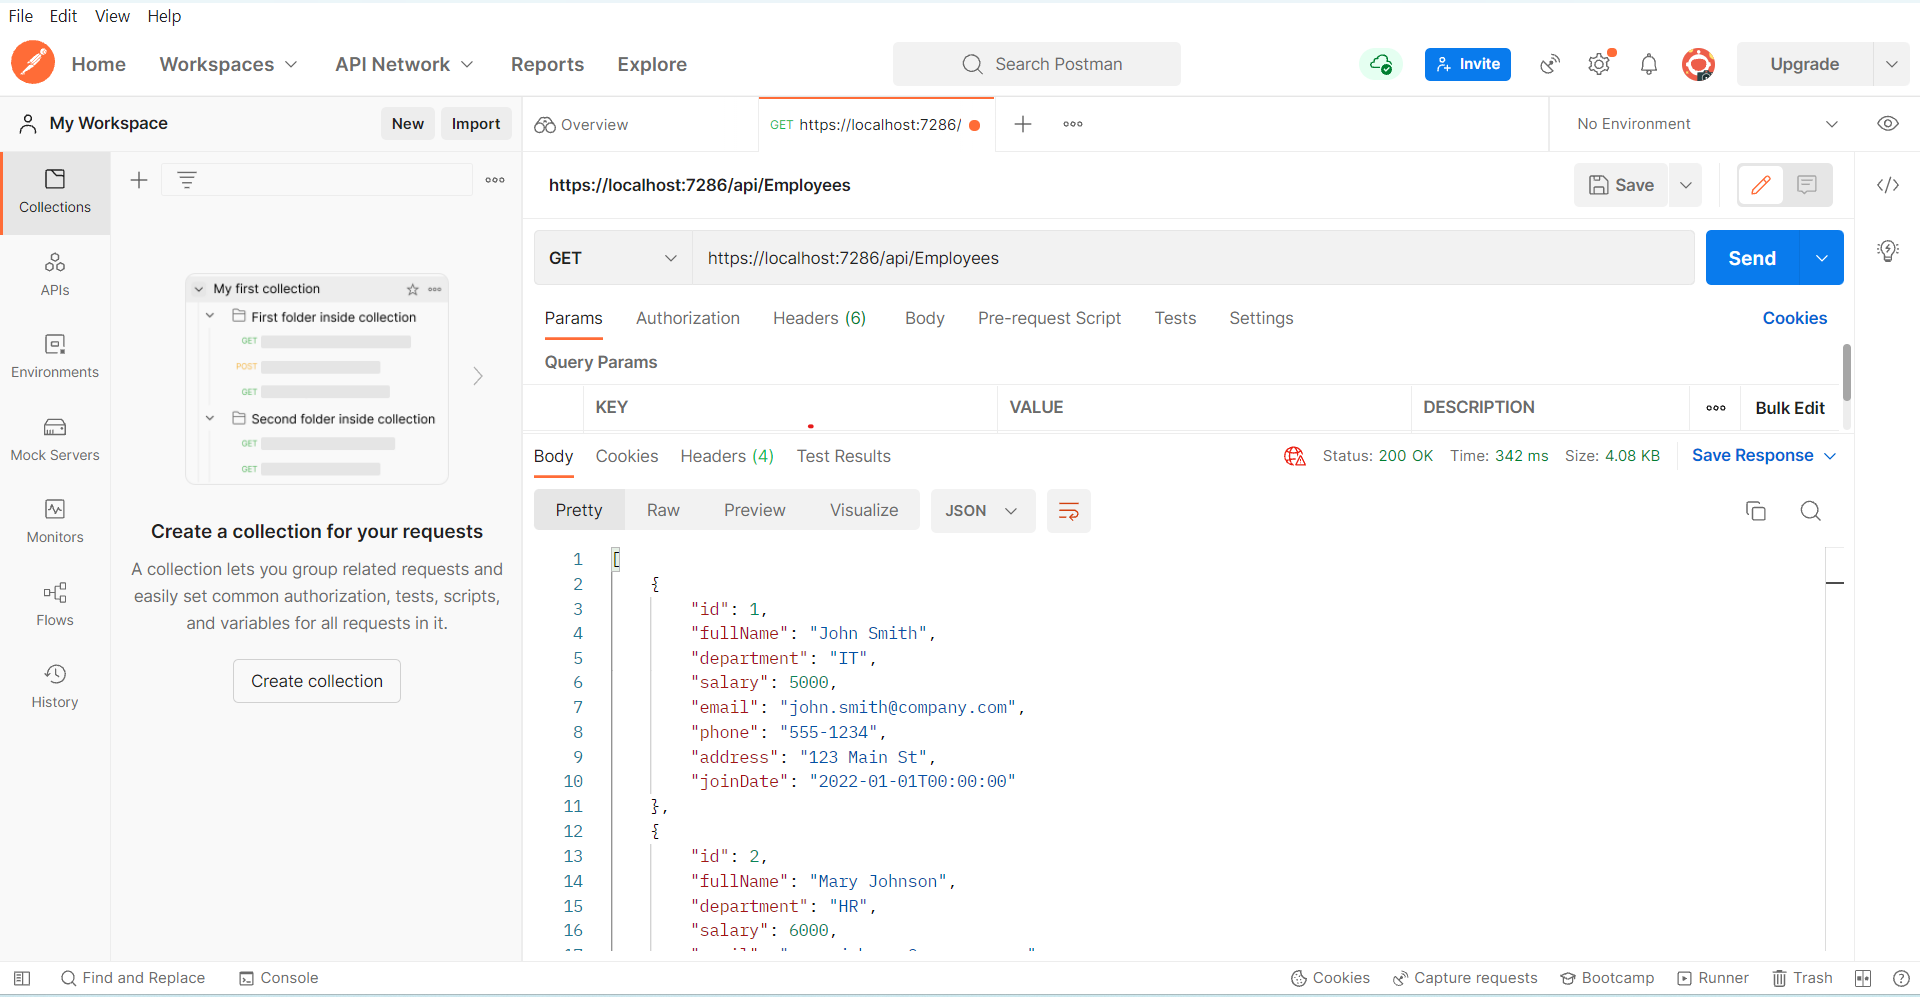 File Edit View Help
Home Workspaces API Network Reports Explore Search Postman Invite Upgrade
My Workspace New Import Overview GET https://localhost:7286/ No Environment
Collections
APIs
Environments
Mock Servers
Monitors
Flows
History
My first collection
First folder inside collection
GET
POST
GET
Second folder inside collection
GET
GET
Create a collection for your requests
A collection lets you group related requests and
easily set common authorization, tests, scripts,
and variables for all requests in it.
Create collection
https://localhost:7286/api/Employees Save
GET https://localhost:7286/api/Employees Send
Params Authorization Headers (6) Body Pre-request Script Tests Settings Cookies
Query Params
KEY VALUE DESCRIPTION Bulk Edit
Body Cookies Headers (4) Test Results Status: 200 OK Time: 342 ms Size: 4.08 KB Save Response
Pretty Raw Preview Visualize JSON
1 [
2 {
3 "id": 1,
4 "fullName": "John Smith",
5 "department": "IT",
6 "salary": 5000,
7 "email": "john.smith@company.com",
8 "phone": "555-1234",
9 "address": "123 Main St",
10 "joinDate": "2022-01-01T00:00:00"
11 },
12 {
13 "id": 2,
14 "fullName": "Mary Johnson",
15 "department": "HR",
16 "salary": 6000,
Find and Replace Console Cookies Capture requests Bootcamp Runner Trash